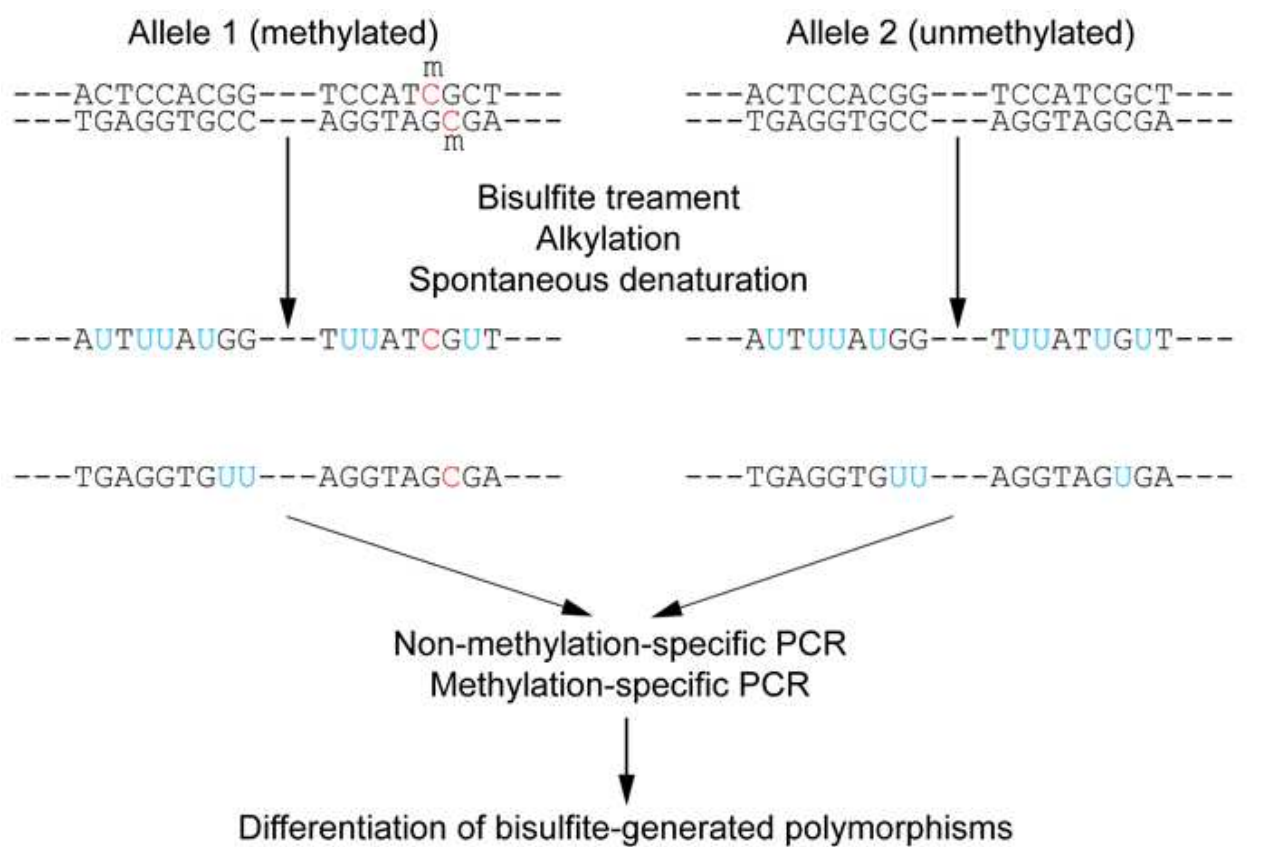 Allele 1 (methylated) Allele 2 (unmethylated)
m
---ACTCCACGG---TCCATCGCT--- ---ACTCCACGG---TCCATCGCT---
---TGAGGTGCC---AGGTAGCGA--- ---TGAGGTGCC---AGGTAGCGA---
m
Bisulfite treament
Alkylation
Spontaneous denaturation
---AUTUUAUGG---TUUATCGUT--- ---AUTUUAUGG---TUUATUGUT---
---TGAGGTGUU---AGGTAGCGA--- ---TGAGGTGUU---AGGTAGUGA---
Non-methylation-specific PCR
Methylation-specific PCR
Differentiation of bisulfite-generated polymorphisms